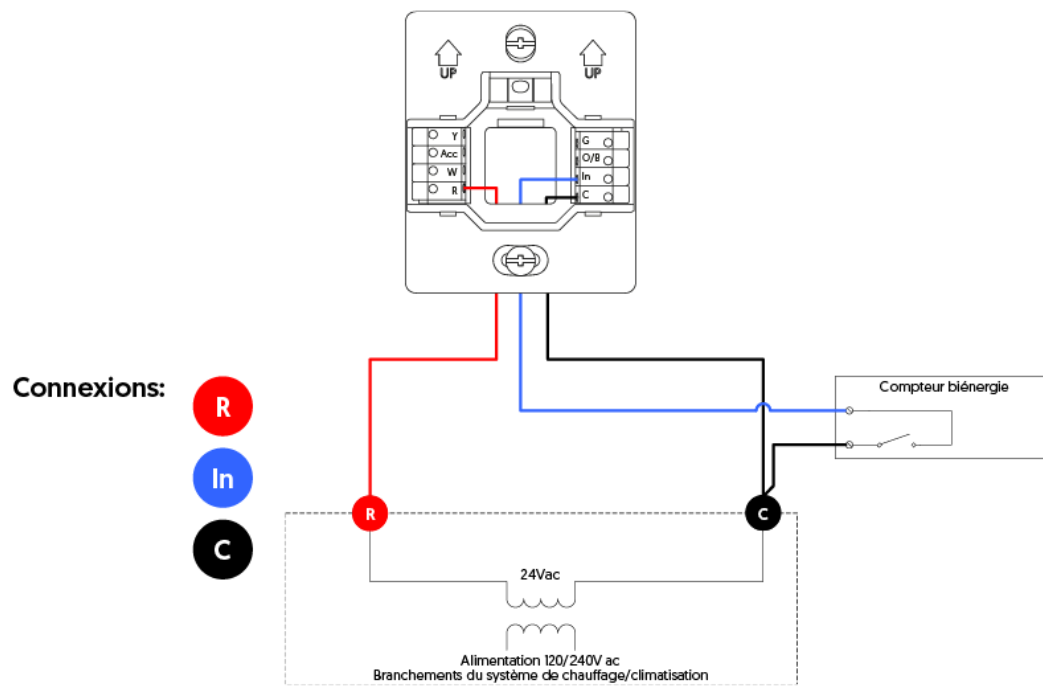 UP
UP
Y
Acc
W
R
G
O/B
In
C
Connexions:
R
In
C
Compteur biénergie
R
C
24Vac
Alimentation 120/240V ac
Branchements du système de chauffage/climatisation